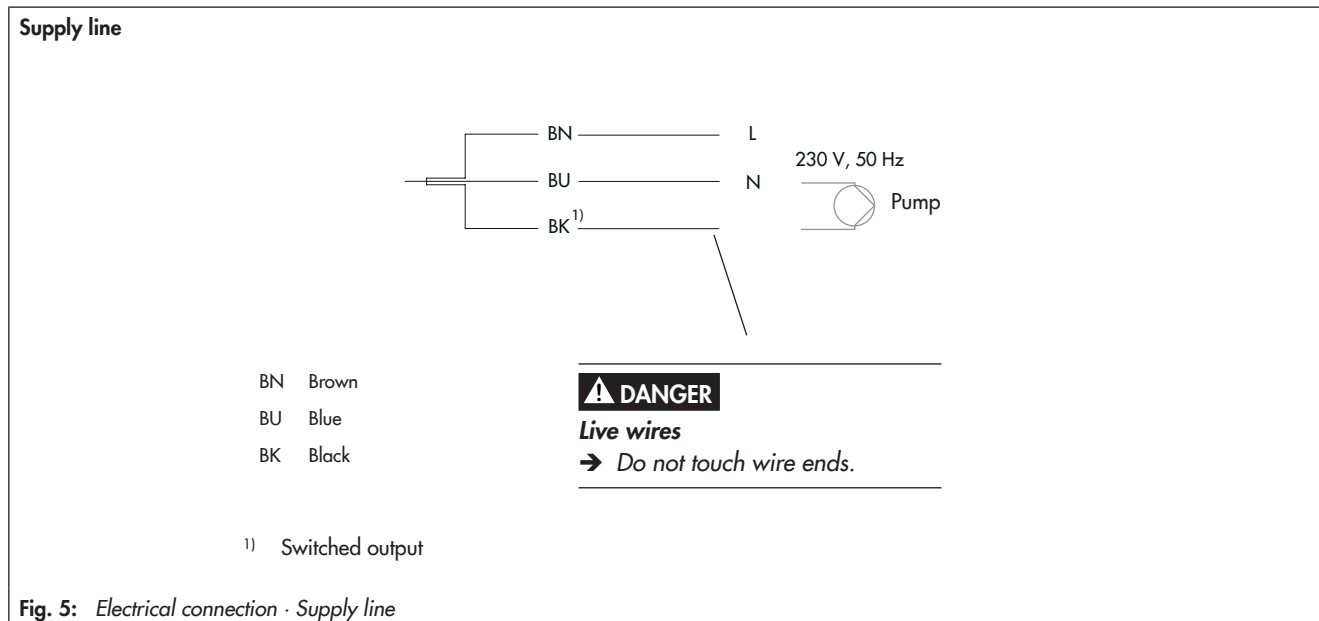 Supply line
BN L
230 V, 50 Hz
BU N
Pump
BK1)
BN Brown
BU Blue
BK Black
⚠ DANGER
Live wires
➔ Do not touch wire ends.
1) Switched output
Fig. 5: Electrical connection · Supply line